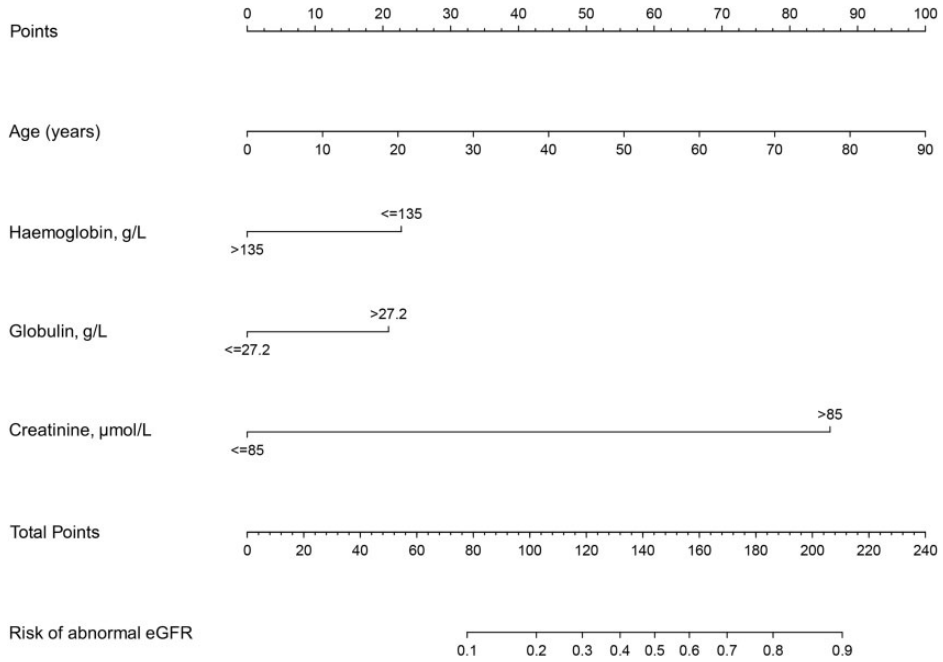 0 10 20 30 40 50 60 70 80 90 100
Points
Age (years)
0 10 20 30 40 50 60 70 80 90
<=135
Haemoglobin, g/L
>135
>27.2
Globulin, g/L
<=27.2
>85
Creatinine, µmol/L
<=85
Total Points
0 20 40 60 80 100 120 140 160 180 200 220 240
Risk of abnormal eGFR
0.1 0.2 0.3 0.4 0.5 0.6 0.7 0.8 0.9